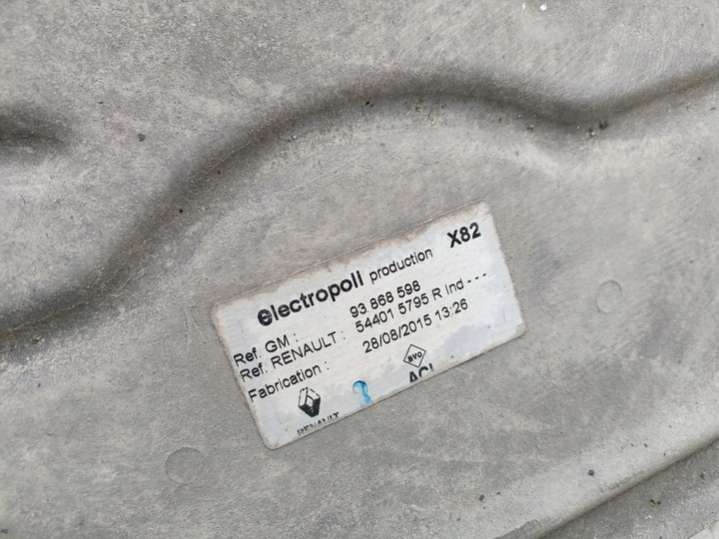 electropoli production X82
Ref. GM : 93 868 598
Ref. RENAULT : 54401 5795 R Ind ---
Fabrication : 28/08/2015 13:26
RENAULT